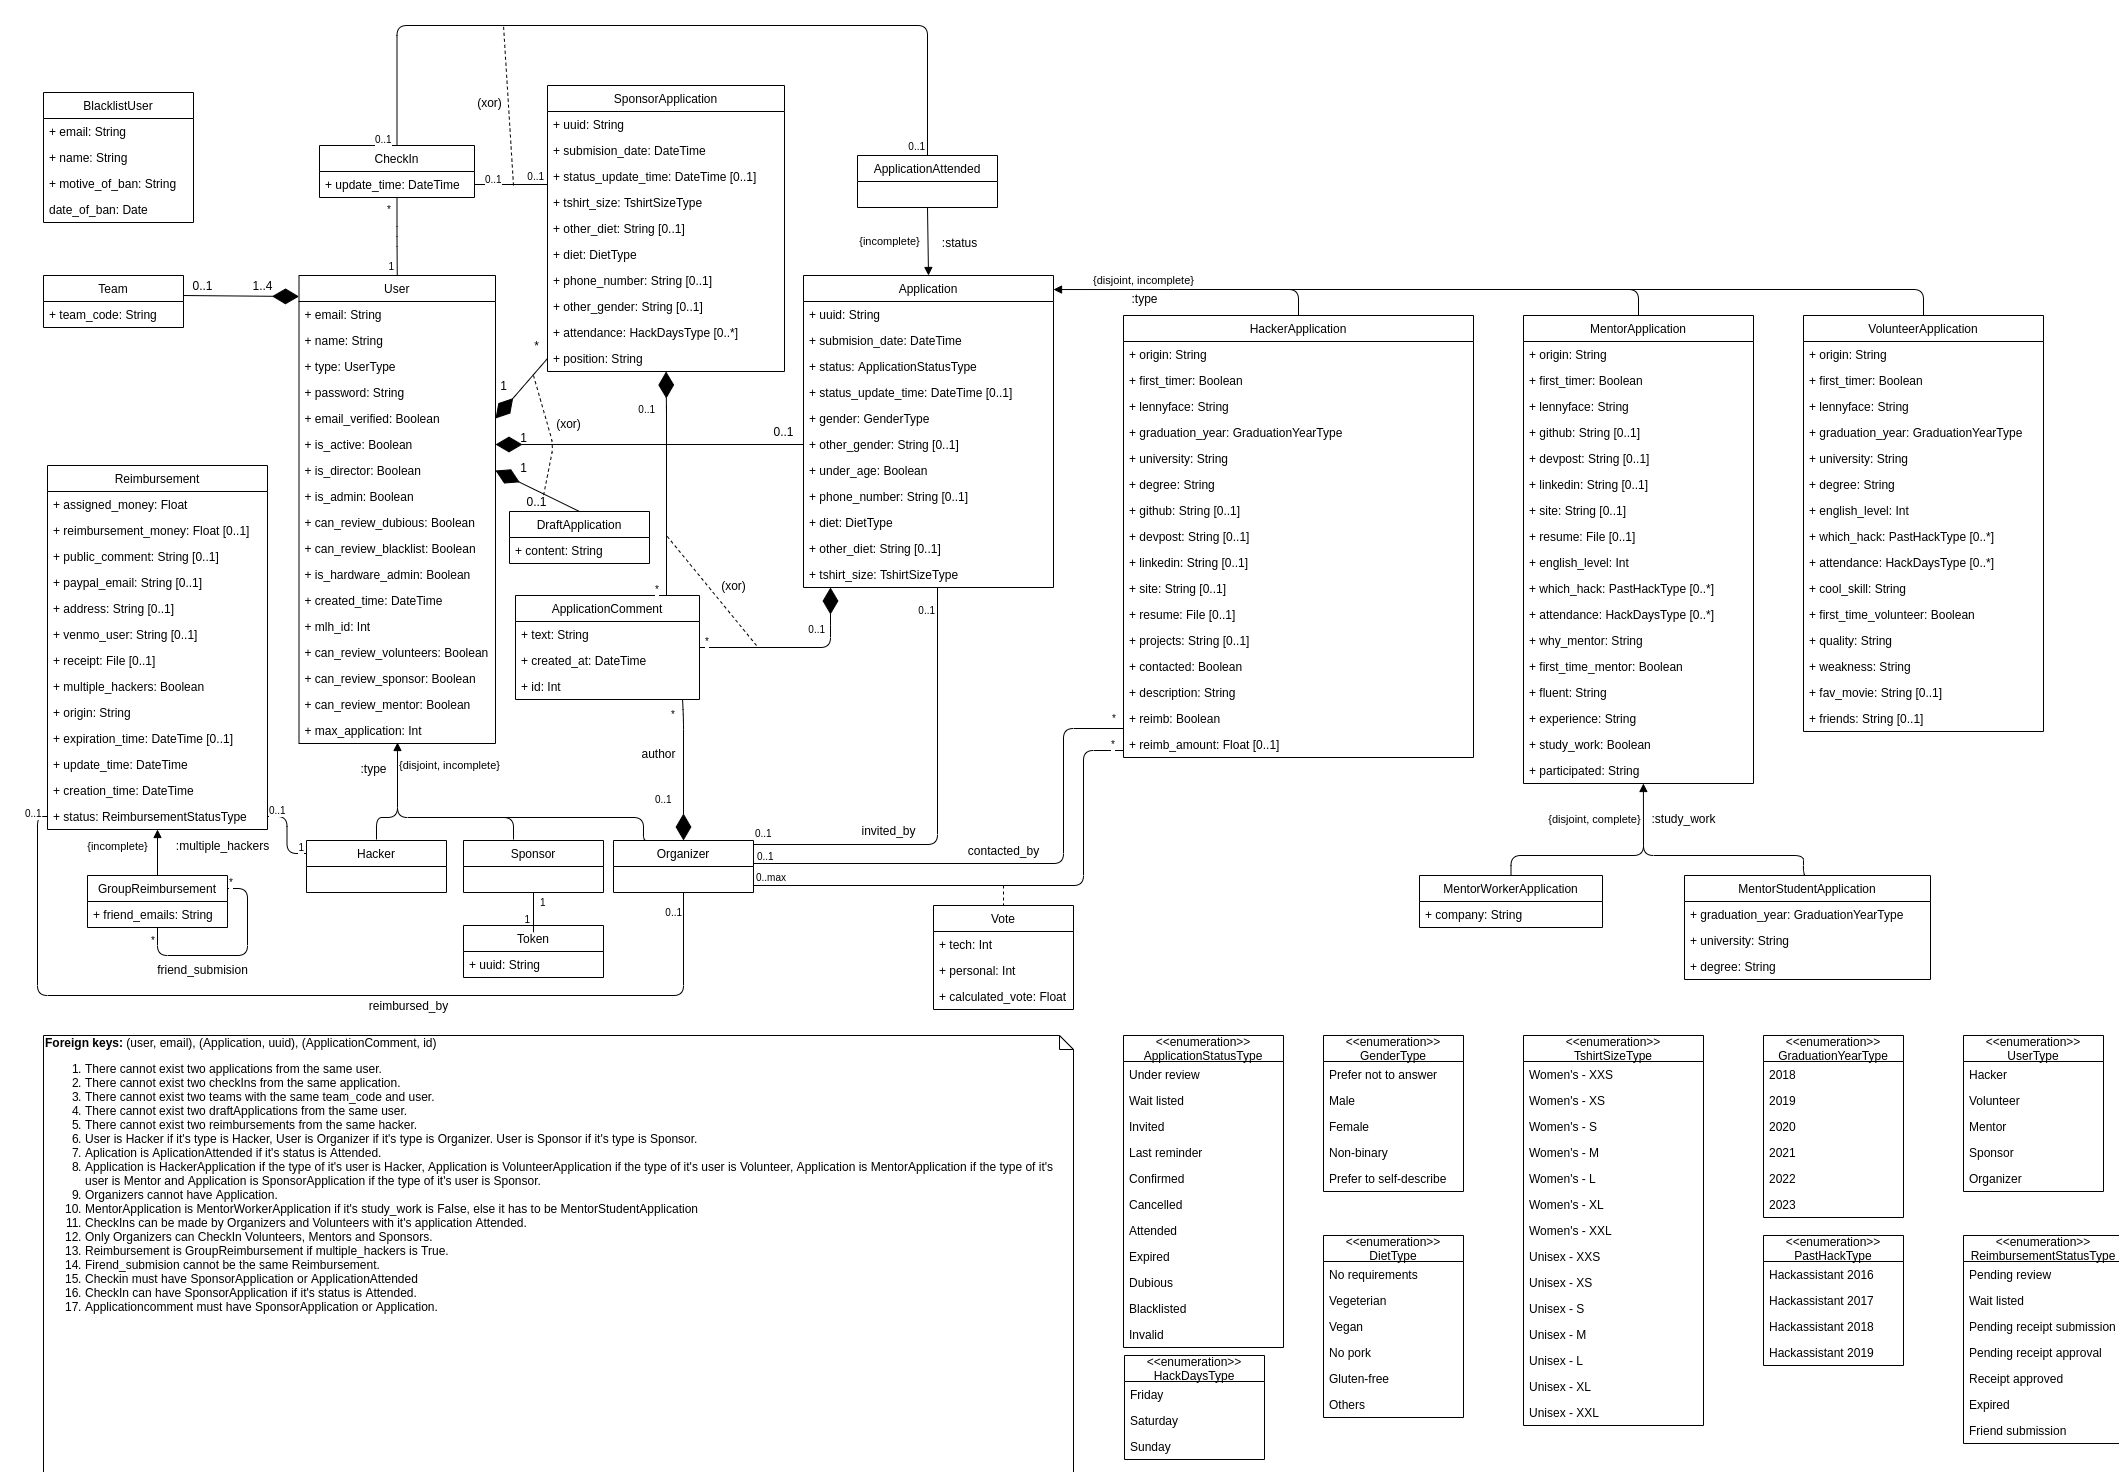 BlacklistUser
+ email: String
+ name: String
+ motive_of_ban: String
date_of_ban: Date
0..1
CheckIn
+ update_time: DateTime
0..1
0..1
*
1
(xor)
SponsorApplication
+ uuid: String
+ submision_date: DateTime
+ status_update_time: DateTime [0..1]
+ tshirt_size: TshirtSizeType
+ other_diet: String [0..1]
+ diet: DietType
+ phone_number: String [0..1]
+ other_gender: String [0..1]
+ attendance: HackDaysType [0..*]
+ position: String
0..1
ApplicationAttended
{incomplete}
:status
Team
+ team_code: String
0..1
1..4
User
+ email: String
+ name: String
+ type: UserType
+ password: String
+ email_verified: Boolean
+ is_active: Boolean
+ is_director: Boolean
+ is_admin: Boolean
+ can_review_dubious: Boolean
+ can_review_blacklist: Boolean
+ is_hardware_admin: Boolean
+ created_time: DateTime
+ mlh_id: Int
+ can_review_volunteers: Boolean
+ can_review_sponsor: Boolean
+ can_review_mentor: Boolean
+ max_application: Int
*
1
1
0..1
1
0..1
(xor)
DraftApplication
+ content: String
Application
+ uuid: String
+ submision_date: DateTime
+ status: ApplicationStatusType
+ status_update_time: DateTime [0..1]
+ gender: GenderType
+ other_gender: String [0..1]
+ under_age: Boolean
+ phone_number: String [0..1]
+ diet: DietType
+ other_diet: String [0..1]
+ tshirt_size: TshirtSizeType
{disjoint, incomplete}
:type
HackerApplication
+ origin: String
+ first_timer: Boolean
+ lennyface: String
+ graduation_year: GraduationYearType
+ university: String
+ degree: String
+ github: String [0..1]
+ devpost: String [0..1]
+ linkedin: String [0..1]
+ site: String [0..1]
+ resume: File [0..1]
+ projects: String [0..1]
+ contacted: Boolean
+ description: String
+ reimb: Boolean
+ reimb_amount: Float [0..1]
MentorApplication
+ origin: String
+ first_timer: Boolean
+ lennyface: String
+ github: String [0..1]
+ devpost: String [0..1]
+ linkedin: String [0..1]
+ site: String [0..1]
+ resume: File [0..1]
+ english_level: Int
+ which_hack: PastHackType [0..*]
+ attendance: HackDaysType [0..*]
+ why_mentor: String
+ first_time_mentor: Boolean
+ fluent: String
+ experience: String
+ study_work: Boolean
+ participated: String
VolunteerApplication
+ origin: String
+ first_timer: Boolean
+ lennyface: String
+ graduation_year: GraduationYearType
+ university: String
+ degree: String
+ english_level: Int
+ which_hack: PastHackType [0..*]
+ attendance: HackDaysType [0..*]
+ cool_skill: String
+ first_time_volunteer: Boolean
+ quality: String
+ weakness: String
+ fav_movie: String [0..1]
+ friends: String [0..1]
Reimbursement
+ assigned_money: Float
+ reimbursement_money: Float [0..1]
+ public_comment: String [0..1]
+ paypal_email: String [0..1]
+ address: String [0..1]
+ venmo_user: String [0..1]
+ receipt: File [0..1]
+ multiple_hackers: Boolean
+ origin: String
+ expiration_time: DateTime [0..1]
+ update_time: DateTime
+ creation_time: DateTime
+ status: ReimbursementStatusType
0..1
*
ApplicationComment
+ text: String
+ created_at: DateTime
+ id: Int
(xor)
0..1
*
0..1
*
author
0..1
:type
{disjoint, incomplete}
*
*
0..1
0..1
1
{incomplete}
:multiple_hackers
GroupReimbursement
+ friend_emails: String
*
*
friend_submision
Hacker
Sponsor
Organizer
0..1
invited_by
0..1
contacted_by
0..max
0..1
1
1
Token
+ uuid: String
reimbursed_by
Vote
+ tech: Int
+ personal: Int
+ calculated_vote: Float
{disjoint, complete}
:study_work
MentorWorkerApplication
+ company: String
MentorStudentApplication
+ graduation_year: GraduationYearType
+ university: String
+ degree: String
Foreign keys: (user, email), (Application, uuid), (ApplicationComment, id)
1. There cannot exist two applications from the same user.
2. There cannot exist two checkIns from the same application.
3. There cannot exist two teams with the same team_code and user.
4. There cannot exist two draftApplications from the same user.
5. There cannot exist two reimbursements from the same hacker.
6. User is Hacker if it's type is Hacker, User is Organizer if it's type is Organizer. User is Sponsor if it's type is Sponsor.
7. Aplication is AplicationAttended if it's status is Attended.
8. Application is HackerApplication if the type of it's user is Hacker, Application is VolunteerApplication if the type of it's user is Volunteer, Application is MentorApplication if the type of it's
user is Mentor and Application is SponsorApplication if the type of it's user is Sponsor.
9. Organizers cannot have Application.
10. MentorApplication is MentorWorkerApplication if it's study_work is False, else it has to be MentorStudentApplication
11. CheckIns can be made by Organizers and Volunteers with it's application Attended.
12. Only Organizers can CheckIn Volunteers, Mentors and Sponsors.
13. Reimbursement is GroupReimbursement if multiple_hackers is True.
14. Firend_submision cannot be the same Reimbursement.
15. Checkin must have SponsorApplication or ApplicationAttended
16. CheckIn can have SponsorApplication if it's status is Attended.
17. Applicationcomment must have SponsorApplication or Application.
<<enumeration>>
ApplicationStatusType
Under review
Wait listed
Invited
Last reminder
Confirmed
Cancelled
Attended
Expired
Dubious
Blacklisted
Invalid
<<enumeration>>
HackDaysType
Friday
Saturday
Sunday
<<enumeration>>
GenderType
Prefer not to answer
Male
Female
Non-binary
Prefer to self-describe
<<enumeration>>
DietType
No requirements
Vegeterian
Vegan
No pork
Gluten-free
Others
<<enumeration>>
TshirtSizeType
Women's - XXS
Women's - XS
Women's - S
Women's - M
Women's - L
Women's - XL
Women's - XXL
Unisex - XXS
Unisex - XS
Unisex - S
Unisex - M
Unisex - L
Unisex - XL
Unisex - XXL
<<enumeration>>
GraduationYearType
2018
2019
2020
2021
2022
2023
<<enumeration>>
PastHackType
Hackassistant 2016
Hackassistant 2017
Hackassistant 2018
Hackassistant 2019
<<enumeration>>
UserType
Hacker
Volunteer
Mentor
Sponsor
Organizer
<<enumeration>>
ReimbursementStatusType
Pending review
Wait listed
Pending receipt submission
Pending receipt approval
Receipt approved
Expired
Friend submission